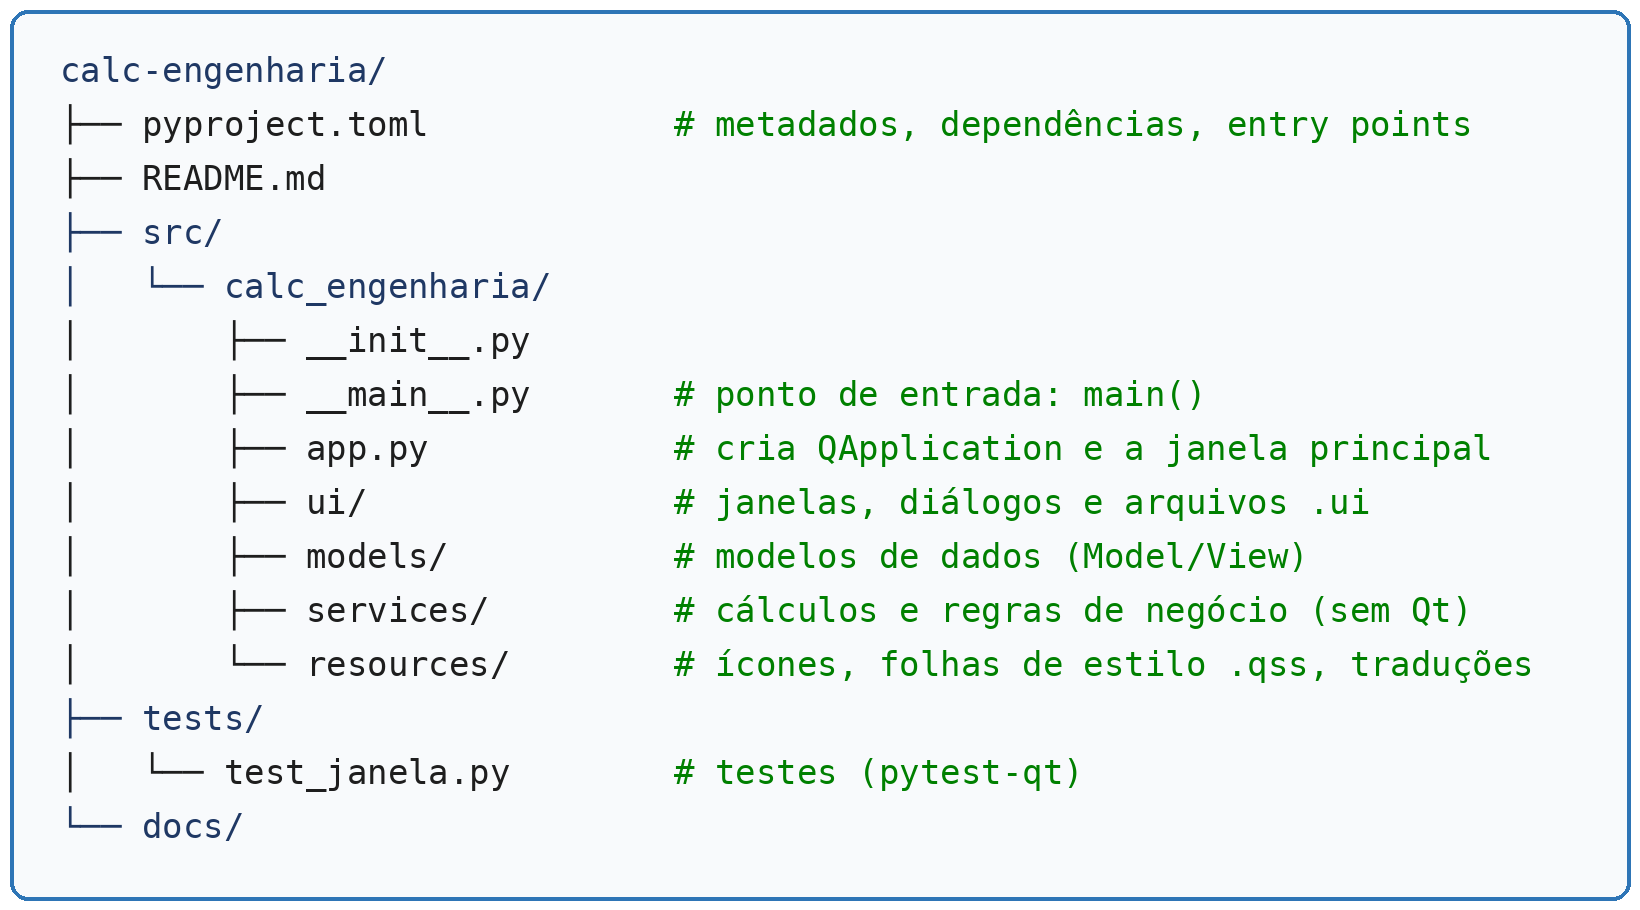 calc-engenharia/
├── pyproject.toml            # metadados, dependências, entry points
├── README.md
├── src/
│   └── calc_engenharia/
│       ├── __init__.py
│       ├── __main__.py       # ponto de entrada: main()
│       ├── app.py            # cria QApplication e a janela principal
│       ├── ui/               # janelas, diálogos e arquivos .ui
│       ├── models/           # modelos de dados (Model/View)
│       ├── services/         # cálculos e regras de negócio (sem Qt)
│       └── resources/        # ícones, folhas de estilo .qss, traduções
├── tests/
│   └── test_janela.py        # testes (pytest-qt)
└── docs/